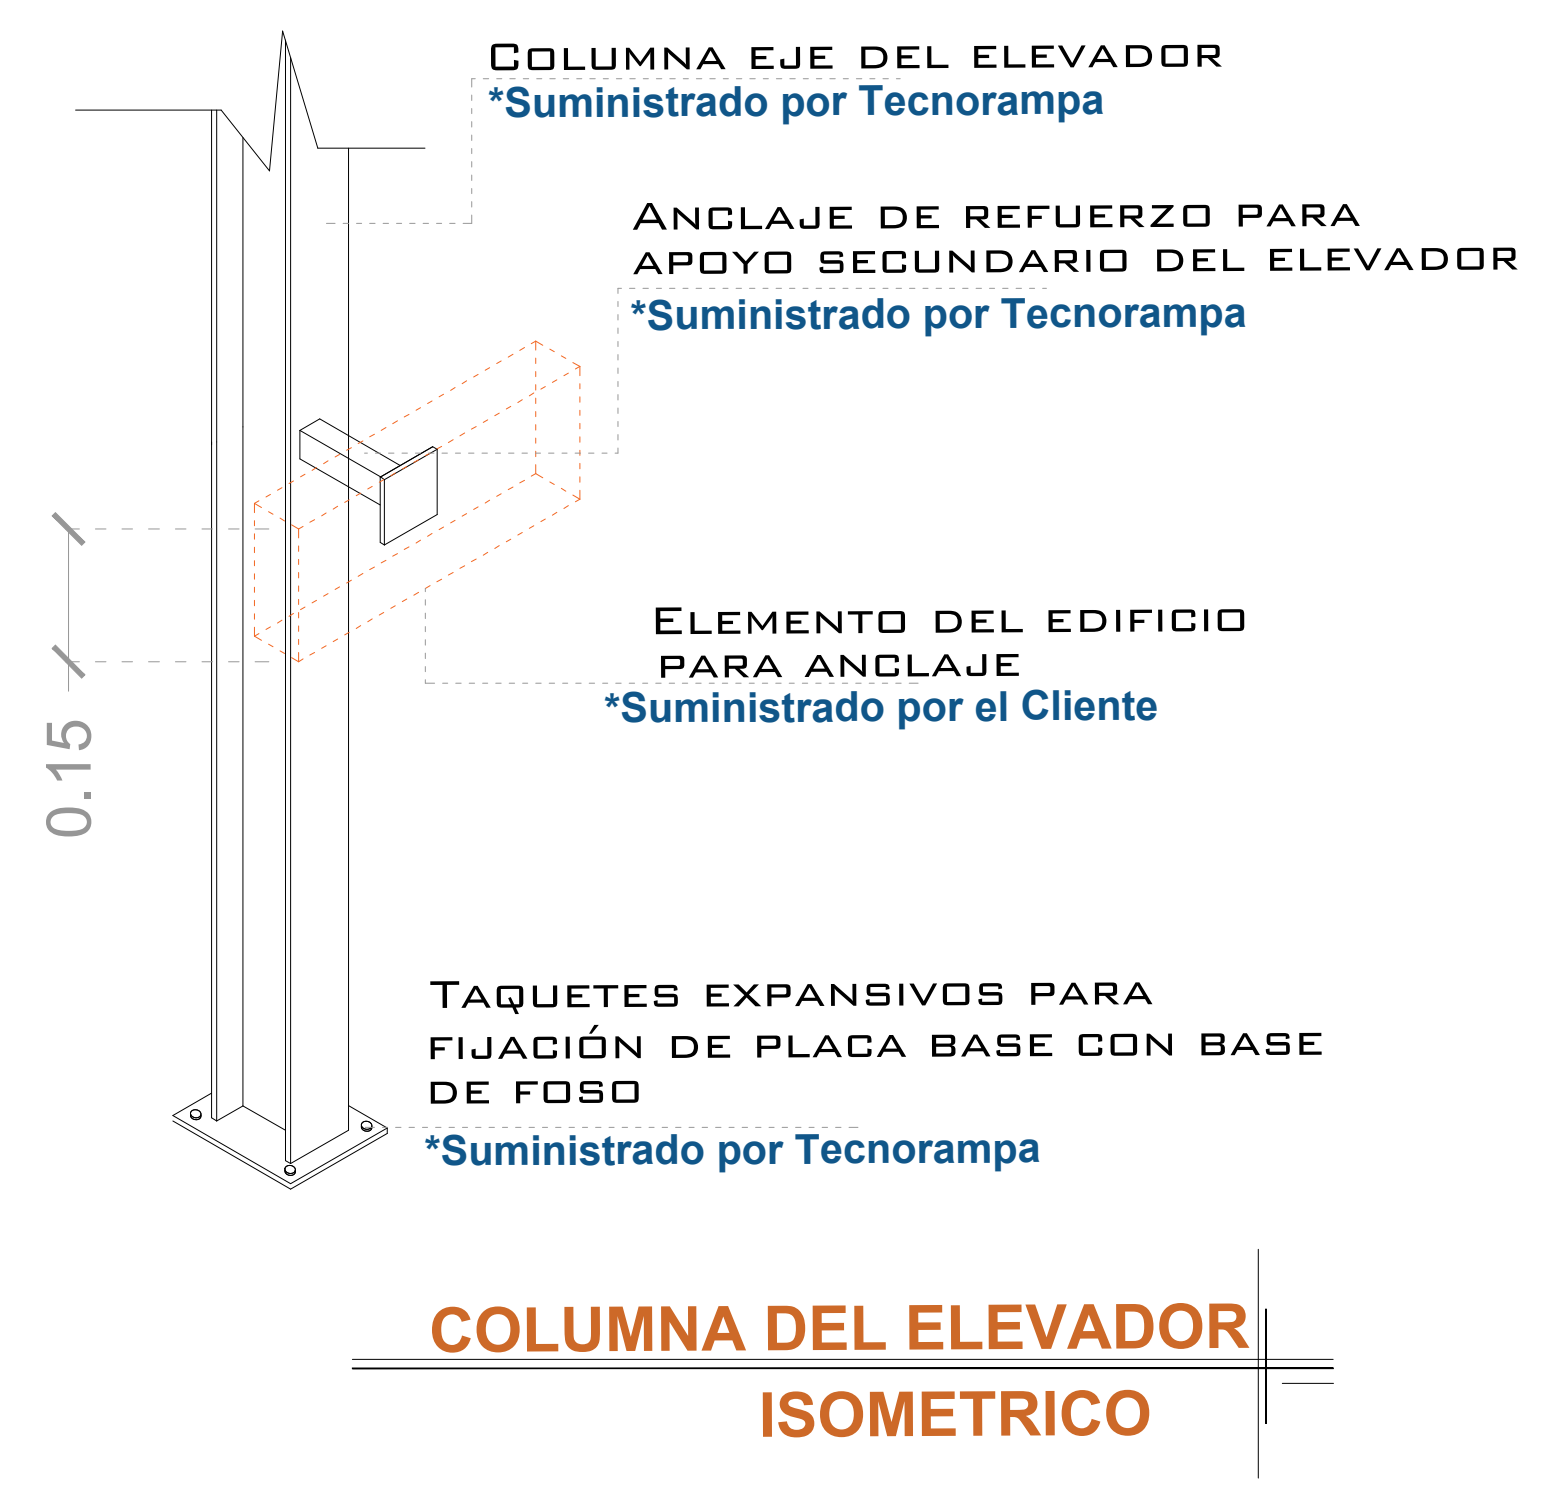 COLUMNA EJE DEL ELEVADOR
*Suministrado por Tecnorampa
ANCLAJE DE REFUERZO PARA
APOYO SECUNDARIO DEL ELEVADOR
*Suministrado por Tecnorampa
ELEMENTO DEL EDIFICIO
PARA ANCLAJE
*Suministrado por el Cliente
0.15
TAQUETES EXPANSIVOS PARA
FIJACIÓN DE PLACA BASE CON BASE
DE FOSO
*Suministrado por Tecnorampa
COLUMNA DEL ELEVADOR
ISOMETRICO